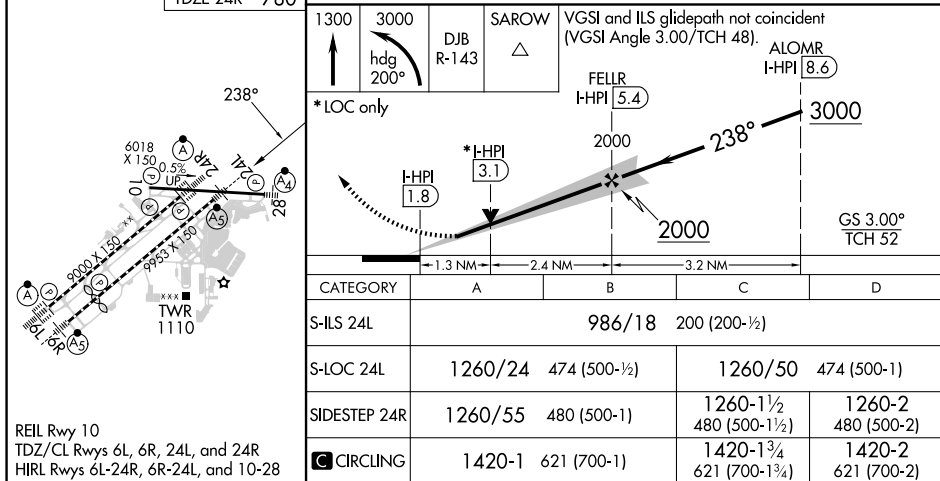 TDZE 24R 780
238°
6018
X 150
0.5%
UP
A
24R
24L
P
P
P
P
P
A4
10
28
A5
9000 X 150
9953 X 150
A
P
P
6L
6R
A5
TWR
1110
REIL Rwy 10
TDZ/CL Rwys 6L, 6R, 24L, and 24R
HIRL Rwys 6L-24R, 6R-24L, and 10-28
1300
3000
hdg
200°
DJB
R-143
SAROW
VGSI and ILS glidepath not coincident
(VGSI Angle 3.00/TCH 48).
*LOC only
ALOMR
I-HPI 8.6
FELLR
I-HPI 5.4
*I-HPI
3.1
I-HPI
1.8
2000
238°
3000
2000
GS 3.00°
TCH 52
1.3 NM
2.4 NM
3.2 NM
CATEGORY A B C D
S-ILS 24L 986/18 200 (200-½)
S-LOC 24L 1260/24 474 (500-½) 1260/50 474 (500-1)
SIDESTEP 24R 1260/55 480 (500-1) 1260-1½ 480 (500-1½) 1260-2 480 (500-2)
C CIRCLING 1420-1 621 (700-1) 1420-1¾ 621 (700-1¾) 1420-2 621 (700-2)